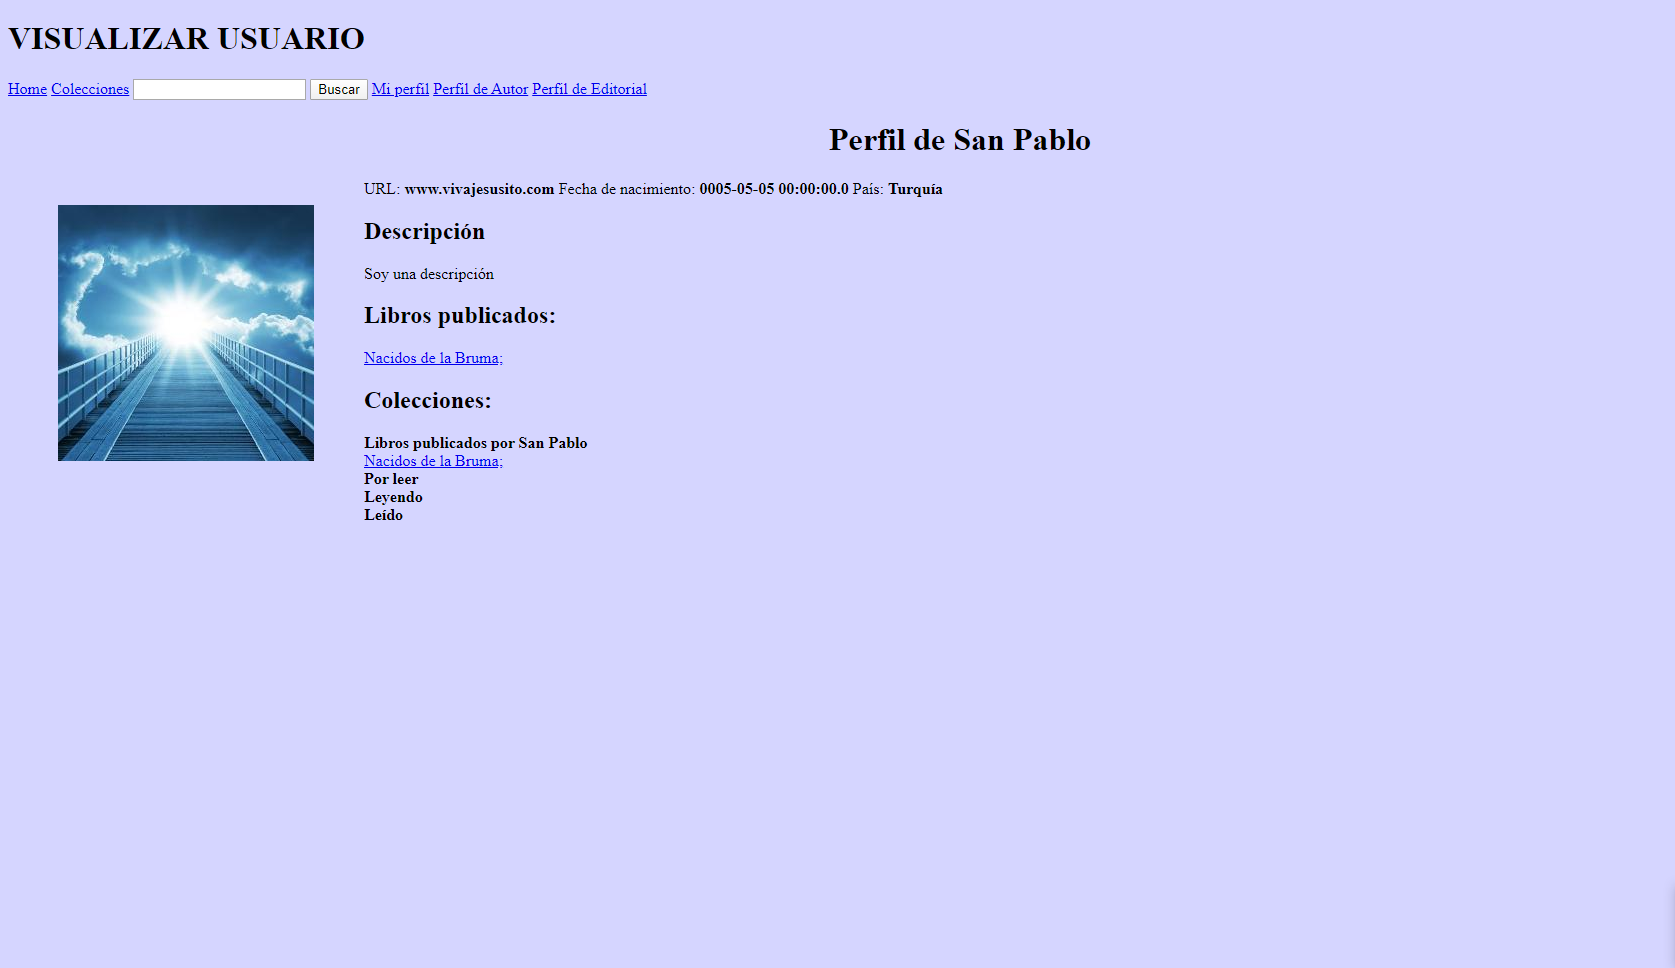 VISUALIZAR USUARIO
Home Colecciones Buscar Mi perfil Perfil de Autor Perfil de Editorial
Perfil de San Pablo
URL: www.vivajesusito.com Fecha de nacimiento: 0005-05-05 00:00:00.0 País: Turquía
Descripción
Soy una descripción
Libros publicados:
Nacidos de la Bruma;
Colecciones:
Libros publicados por San Pablo
Nacidos de la Bruma;
Por leer
Leyendo
Leído